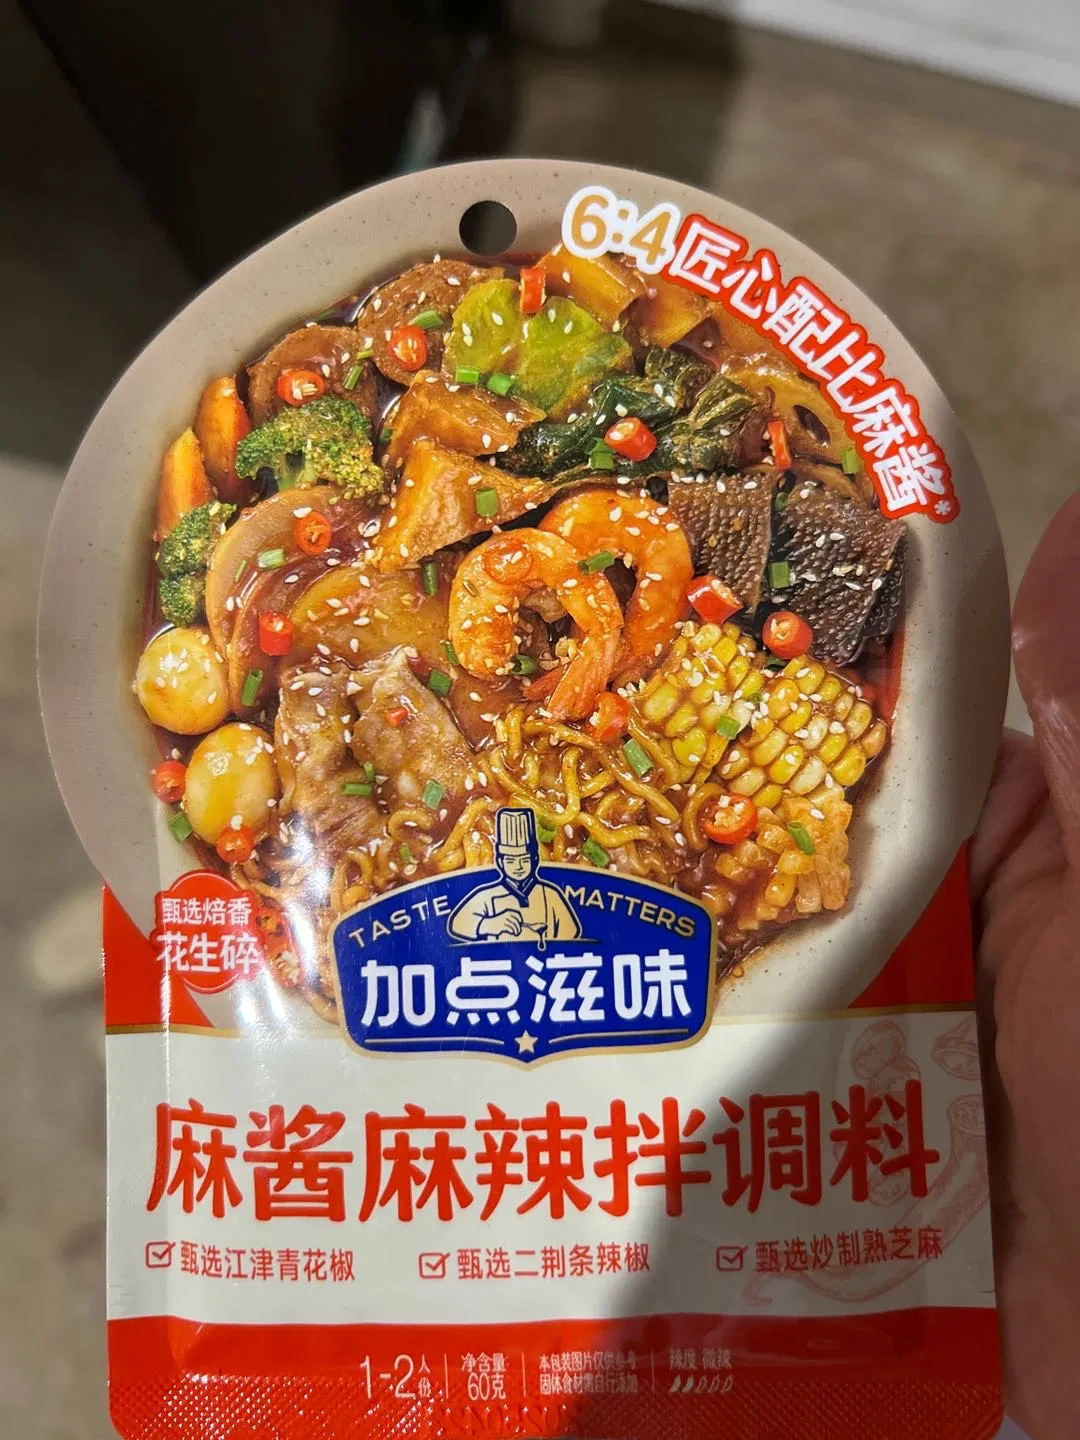 6:4匠心配比麻酱*
甄选焙香
花生碎
TASTE MATTERS
加点滋味
麻酱麻辣拌调料
甄选江津青花椒
甄选二荆条辣椒
甄选炒制熟芝麻
1-2人份
净含量:
60克
本包装图片仅供参考
固体食材需自行添加
辣度 微辣